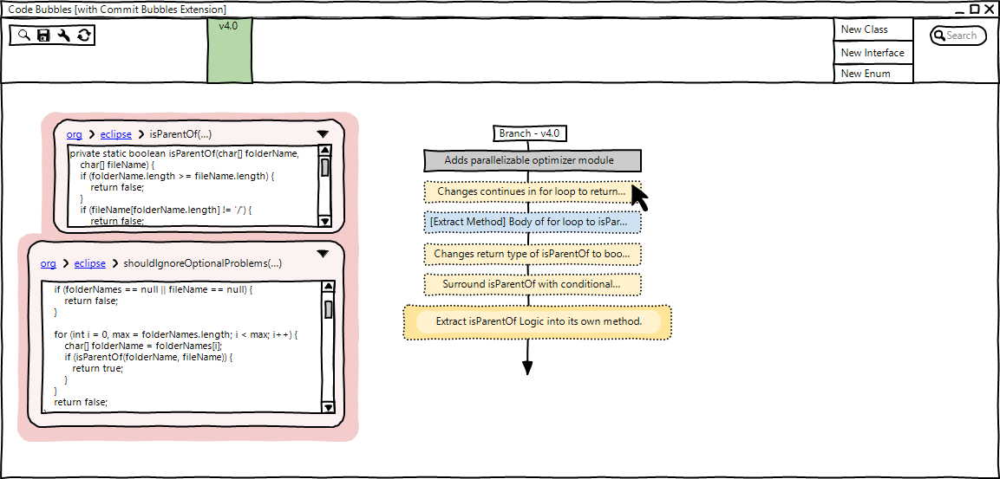 Code Bubbles [with Commit Bubbles Extension]
v4.0
New Class
New Interface
New Enum
Search
org > eclipse > isParentOf(...)
private static boolean isParentOf(char[] folderName,
char[] fileName) {
if (folderName.length >= fileName.length) {
return false;
}
if (fileName[folderName.length] != '/') {
return false;
org > eclipse > shouldIgnoreOptionalProblems(...)
if (folderNames == null || fileName == null) {
return false;
}
for (int i = 0, max = folderNames.length; i < max; i++) {
char[] folderName = folderNames[i];
if (isParentOf(folderName, fileName)) {
return true;
}
}
return false;
Branch - v4.0
Adds parallelizable optimizer module
Changes continues in for loop to return...
[Extract Method] Body of for loop to isPar...
Changes return type of isParentOf to boo...
Surround isParentOf with conditional...
Extract isParentOf Logic into its own method.